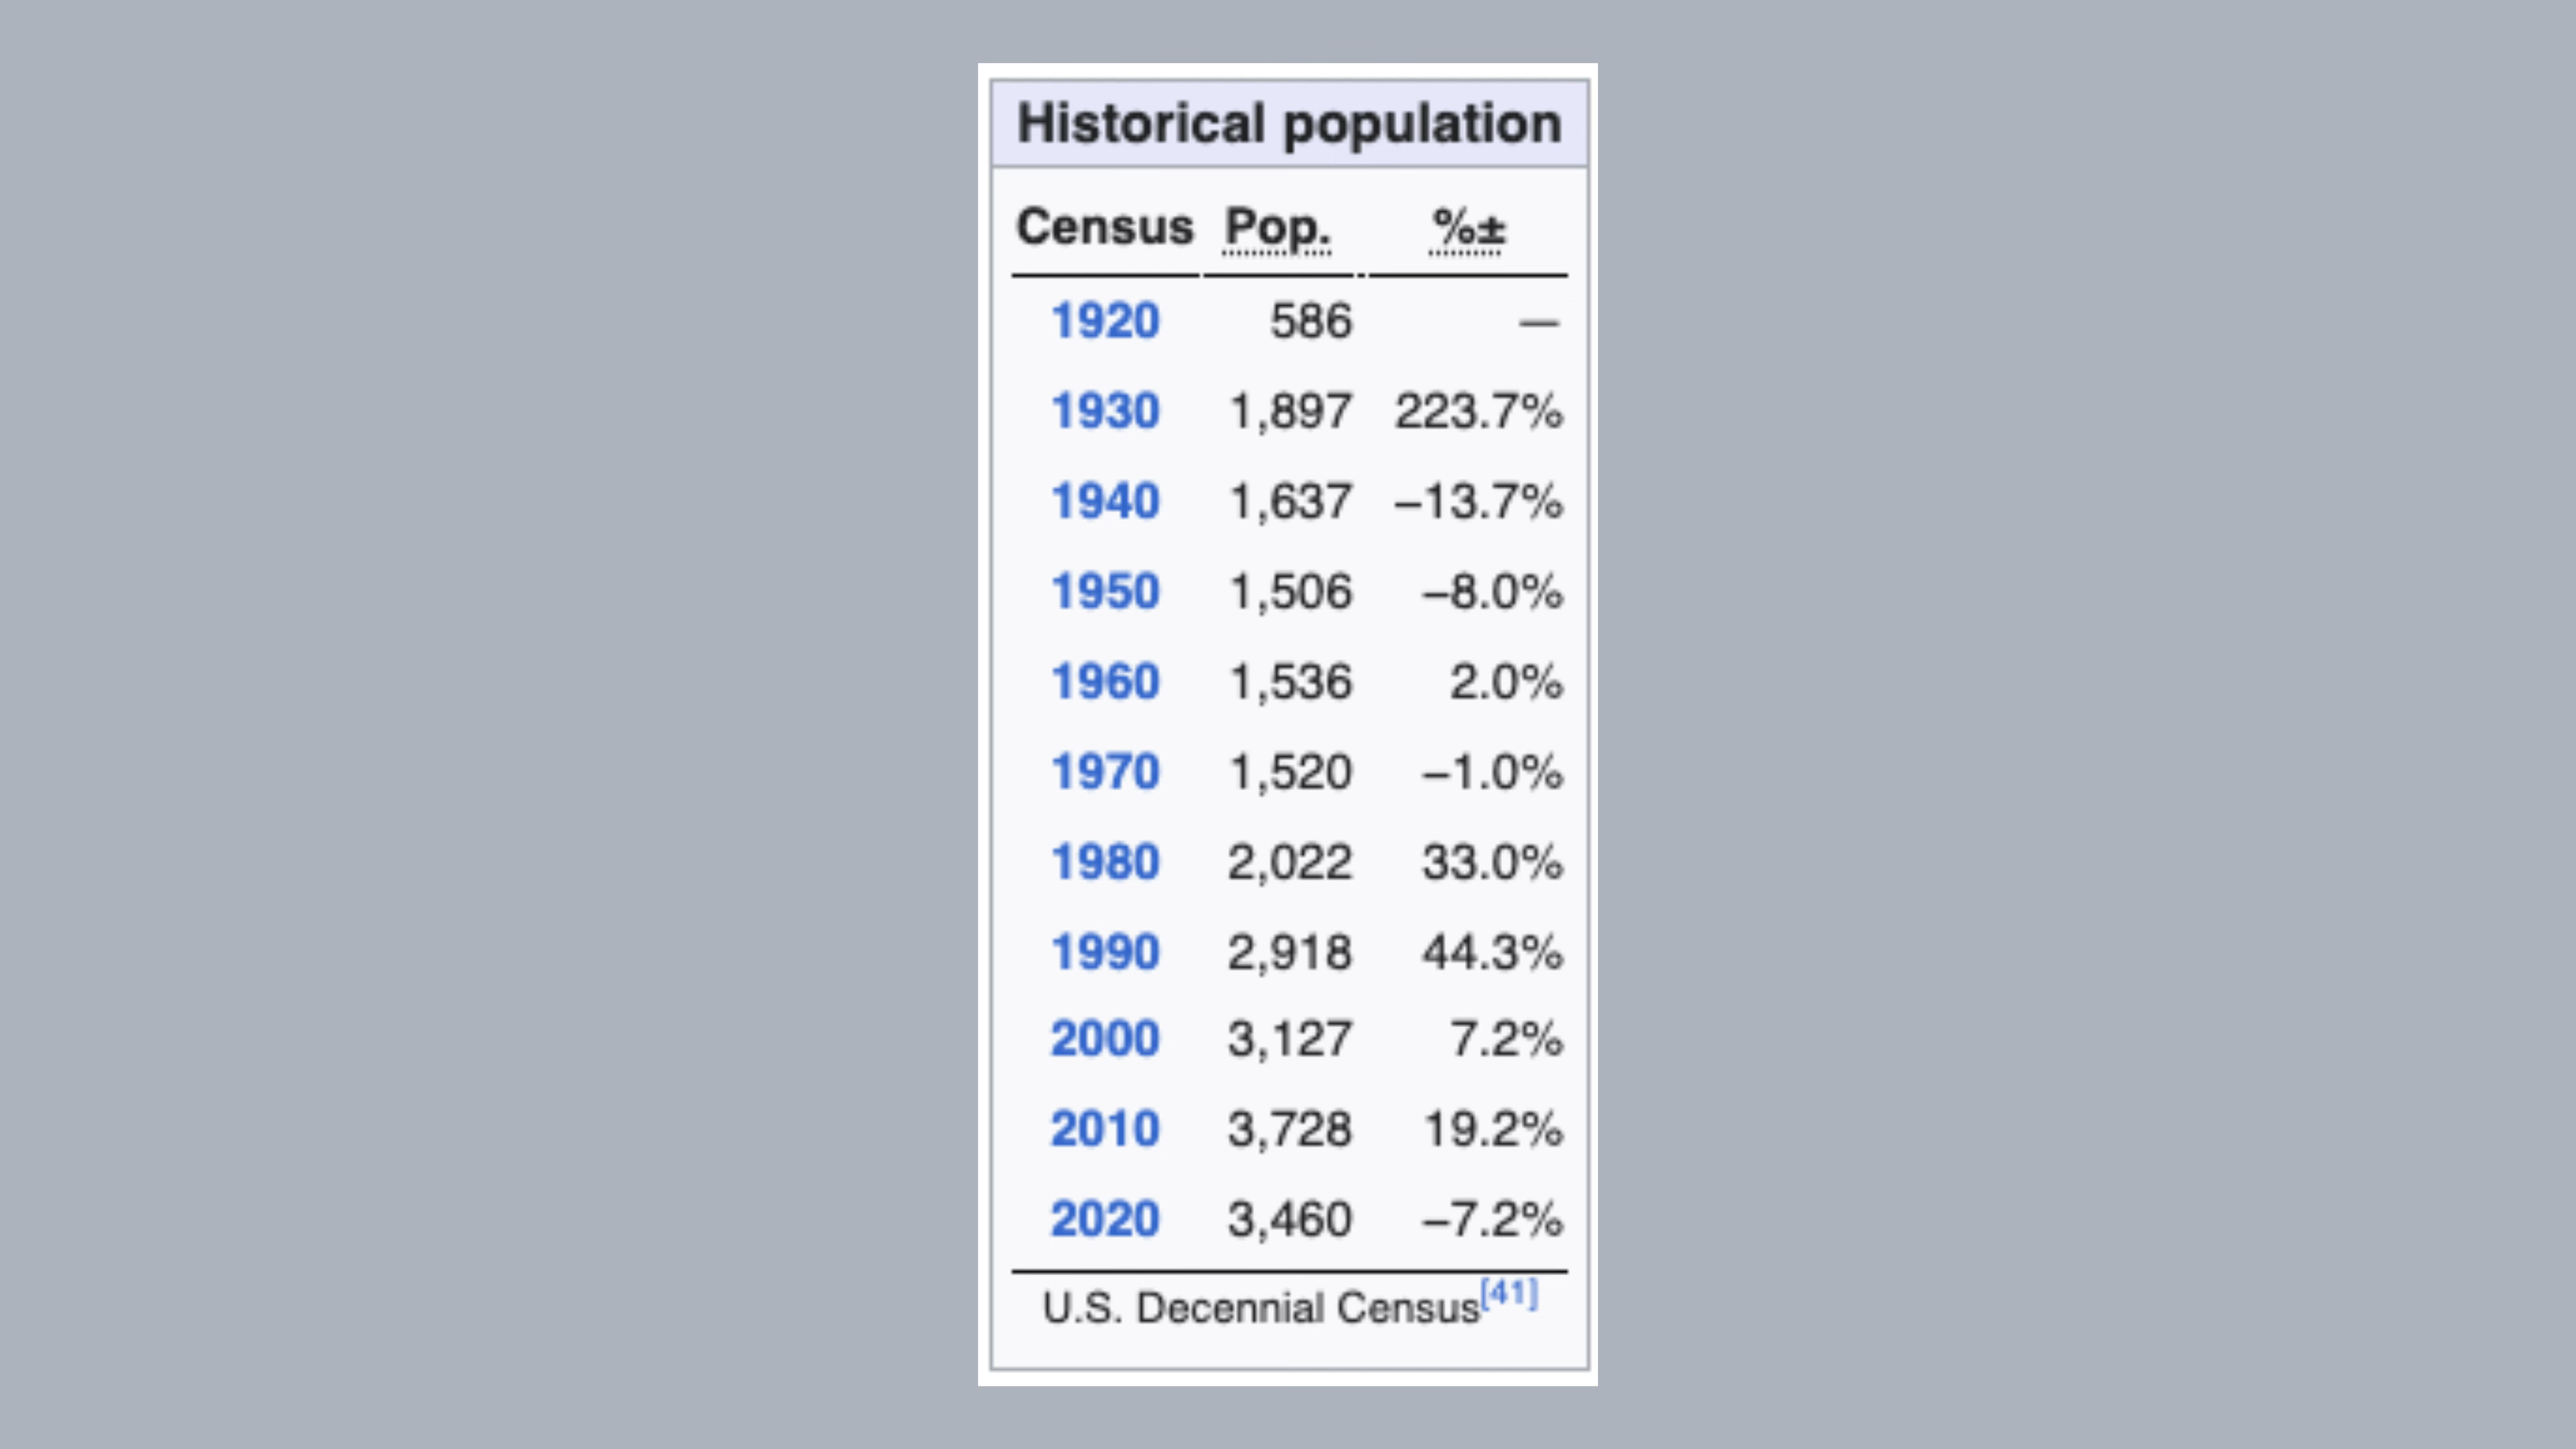 Historical population
Census Pop. %±
1920 586 —
1930 1,897 223.7%
1940 1,637 −13.7%
1950 1,506 −8.0%
1960 1,536 2.0%
1970 1,520 −1.0%
1980 2,022 33.0%
1990 2,918 44.3%
2000 3,127 7.2%
2010 3,728 19.2%
2020 3,460 −7.2%
U.S. Decennial Census[41]